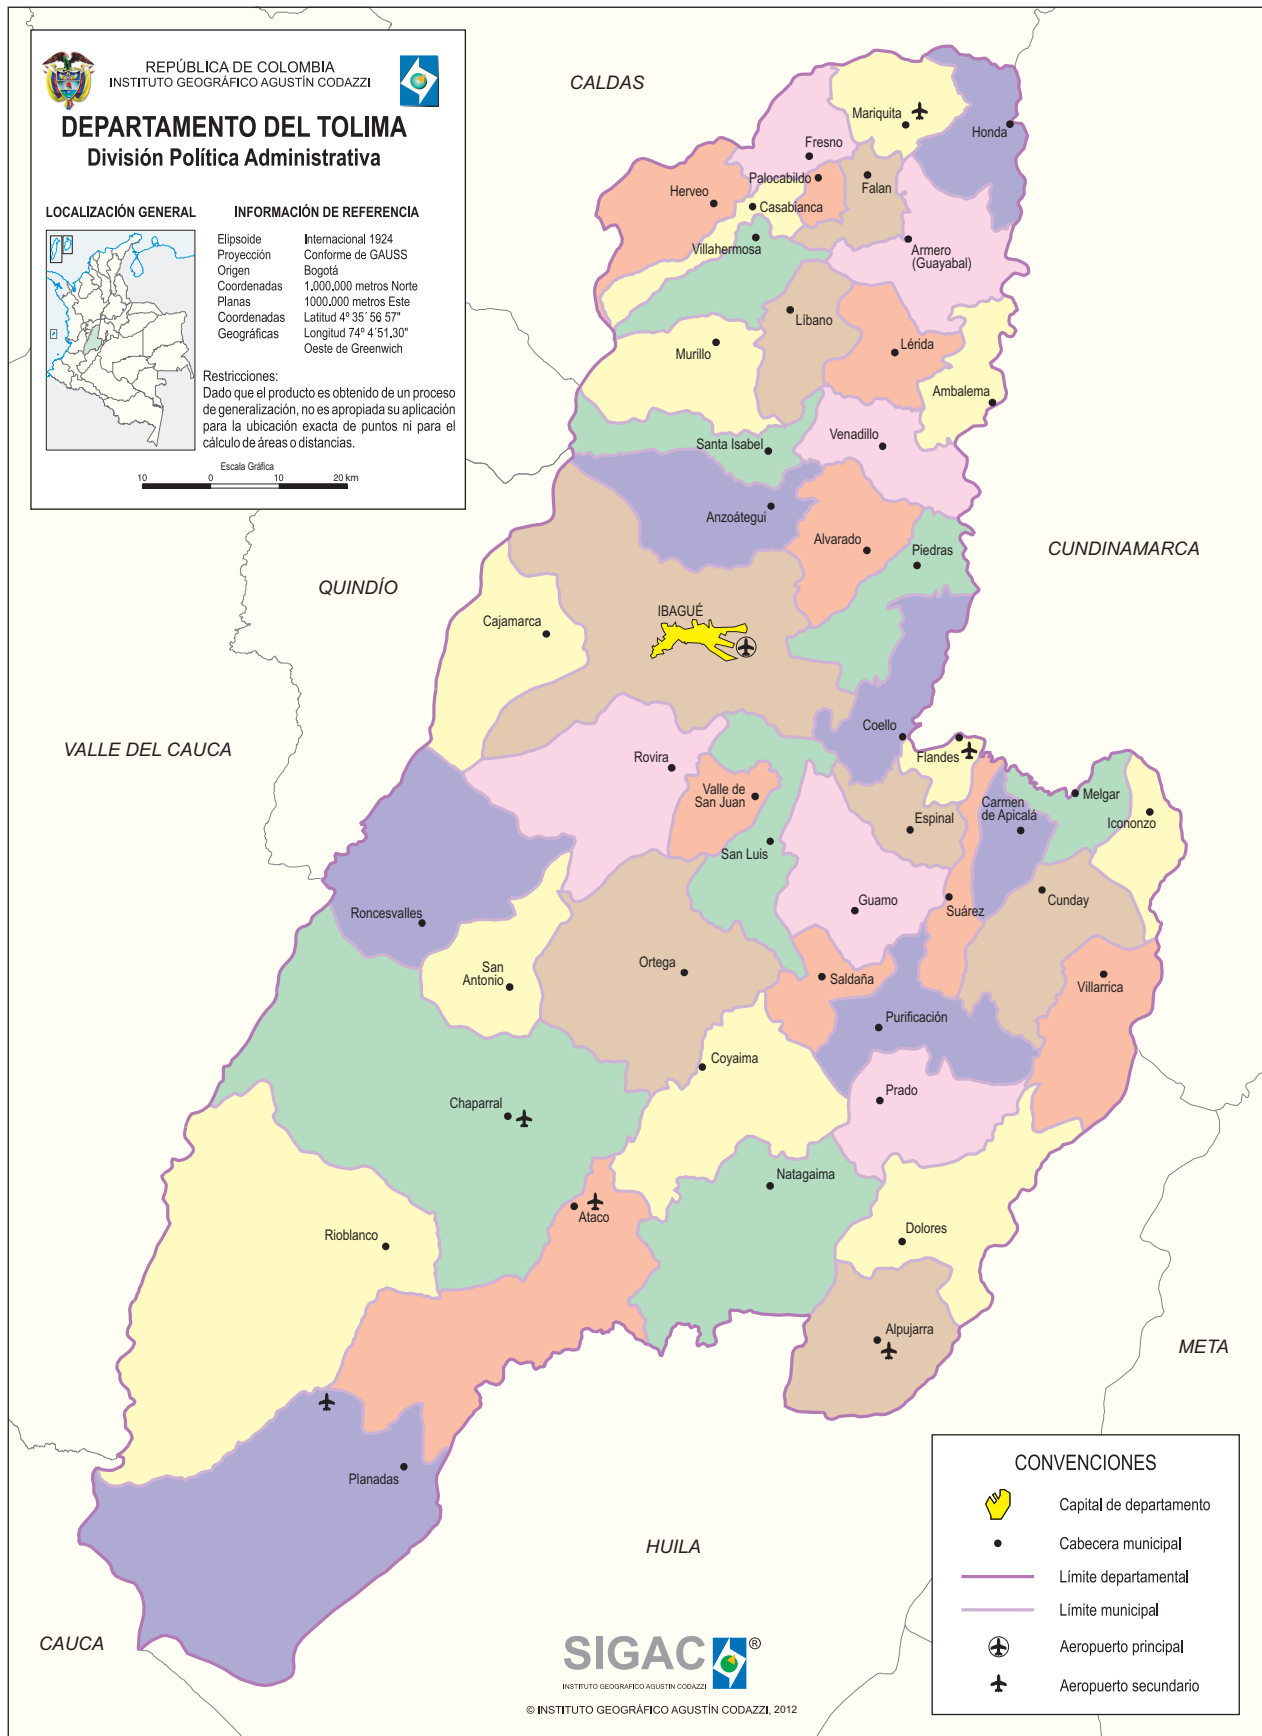 REPÚBLICA DE COLOMBIA
INSTITUTO GEOGRÁFICO AGUSTÍN CODAZZI
DEPARTAMENTO DEL TOLIMA
División Política Administrativa
LOCALIZACIÓN GENERAL
INFORMACIÓN DE REFERENCIA
Elipsoide Internacional 1924
Proyección Conforme de GAUSS
Origen Bogotá
Coordenadas 1.000.000 metros Norte
Planas 1000.000 metros Este
Coordenadas Latitud 4º 35´ 56 57"
Geográficas Longitud 74º 4´51.30"
Oeste de Greenwich
Restricciones:
Dado que el producto es obtenido de un proceso
de generalización, no es apropiada su aplicación
para la ubicación exacta de puntos ni para el
cálculo de áreas o distancias.
Escala Gráfica
10 0 10 20 km
CALDAS
Mariquita
Honda
Fresno
Palocabildo
Falan
Herveo
Casabianca
Villahermosa
Armero
(Guayabal)
Líbano
Murillo
Lérida
Ambalema
Santa Isabel
Venadillo
Anzoátegui
Alvarado
Piedras
CUNDINAMARCA
QUINDÍO
IBAGUÉ
Cajamarca
VALLE DEL CAUCA
Rovira
Coello
Flandes
Valle de
San Juan
Carmen
de Apicalá
Melgar
Icononzo
Espinal
San Luis
Guamo
Suárez
Cunday
Roncesvalles
San
Antonio
Ortega
Saldaña
Villarrica
Purificación
Coyaima
Prado
Chaparral
Natagaima
Ataco
Rioblanco
Dolores
Alpujarra
META
Planadas
HUILA
CAUCA
CONVENCIONES
Capital de departamento
Cabecera municipal
Límite departamental
Límite municipal
Aeropuerto principal
Aeropuerto secundario
SIGAC ®
INSTITUTO GEOGRAFICO AGUSTIN CODAZZI
© INSTITUTO GEOGRÁFICO AGUSTÍN CODAZZI, 2012